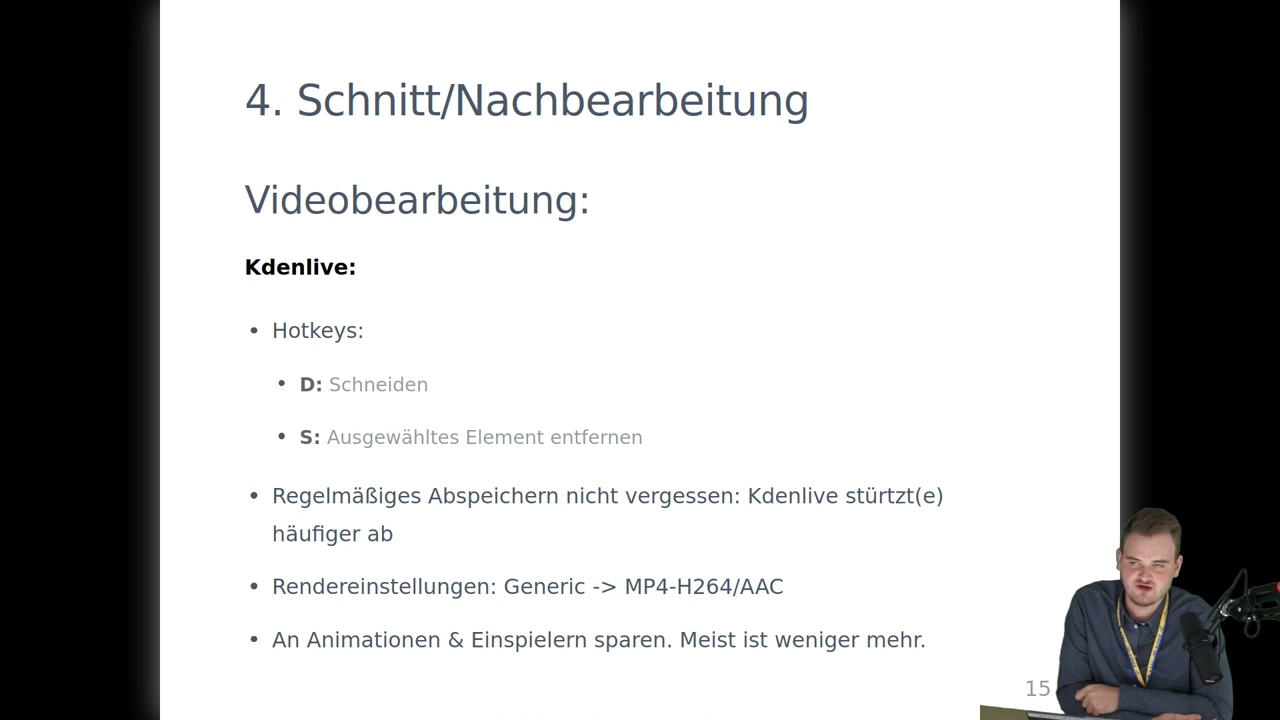 4. Schnitt/Nachbearbeitung
Videobearbeitung:
Kdenlive:
• Hotkeys:
• D: Schneiden
• S: Ausgewähltes Element entfernen
• Regelmäßiges Abspeichern nicht vergessen: Kdenlive stürtzt(e)
häufiger ab
• Rendereinstellungen: Generic -> MP4-H264/AAC
• An Animationen & Einspielern sparen. Meist ist weniger mehr.
15